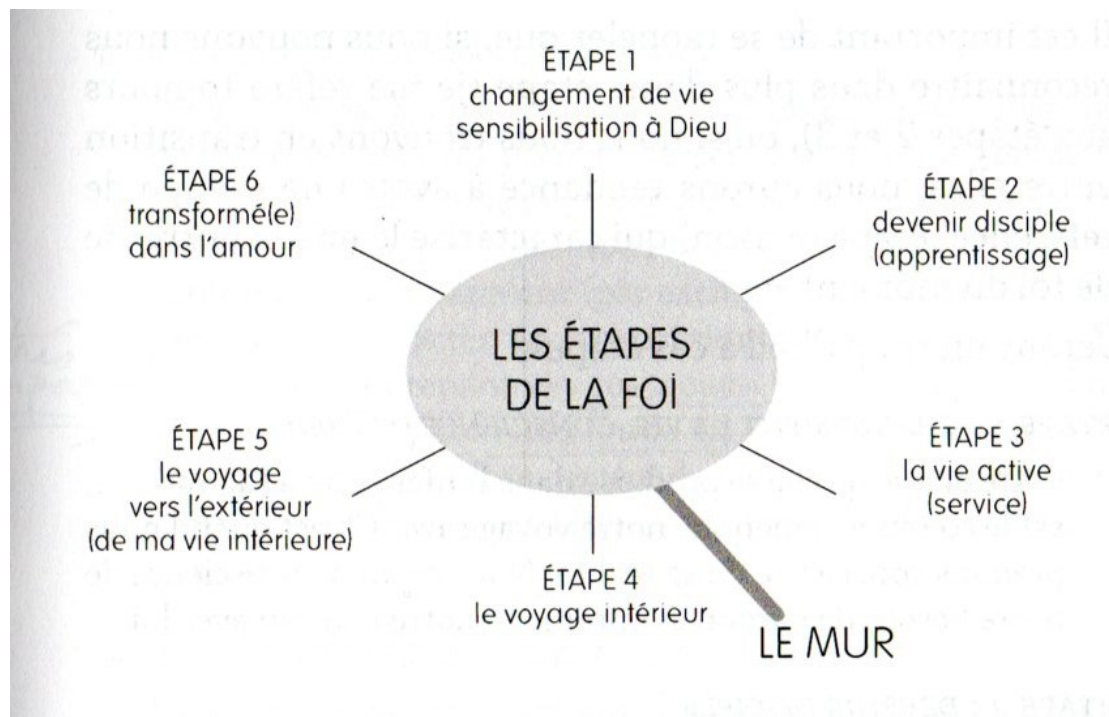 ÉTAPE 1
changement de vie
sensibilisation à Dieu
ÉTAPE 2
devenir disciple
(apprentissage)
ÉTAPE 3
la vie active
(service)
LE MUR
ÉTAPE 4
le voyage intérieur
ÉTAPE 5
le voyage
vers l'extérieur
(de ma vie intérieure)
ÉTAPE 6
transformé(e)
dans l'amour
LES ÉTAPES
DE LA FOI